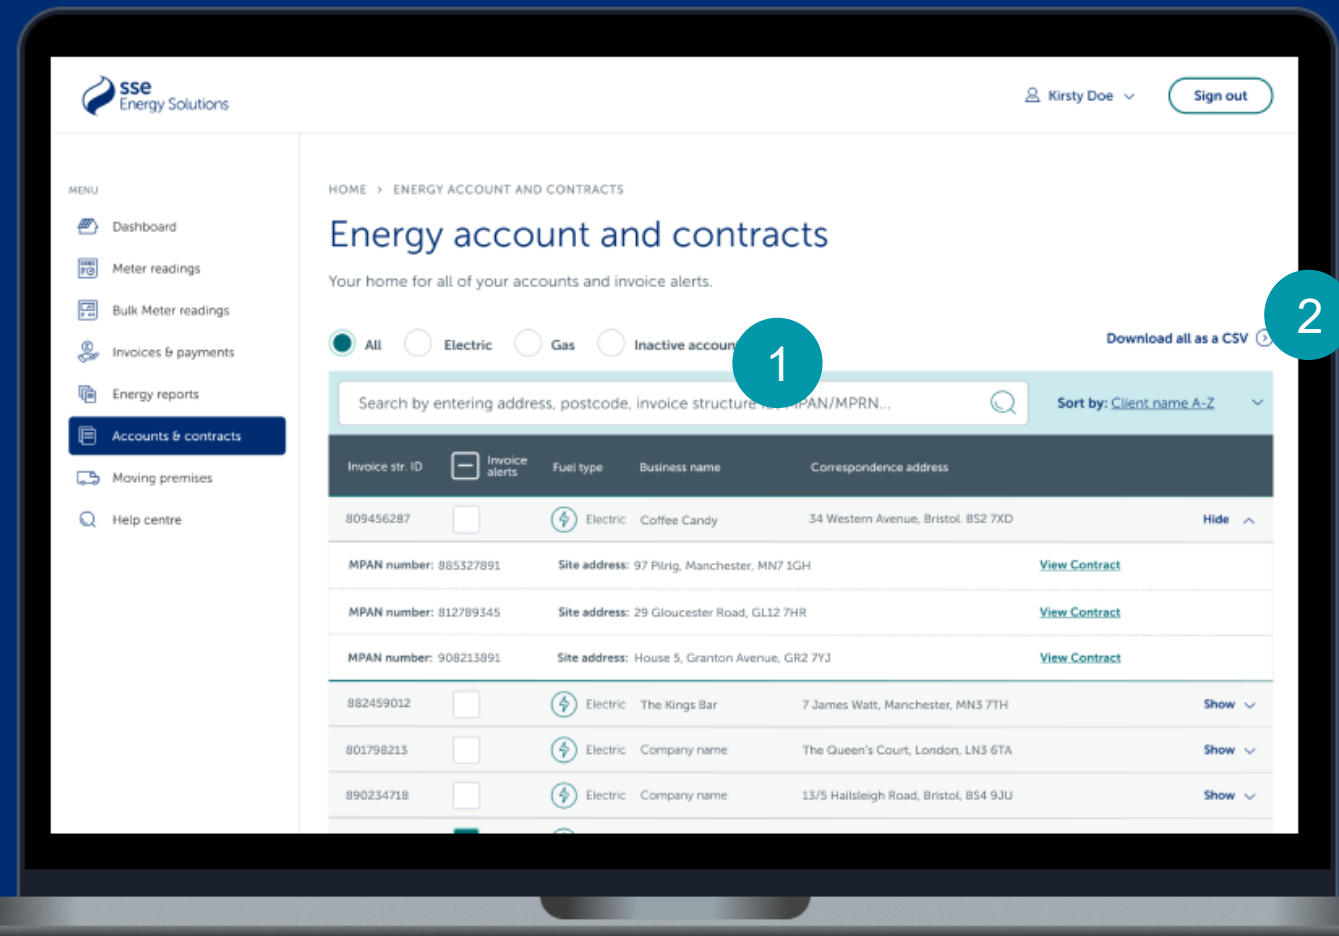 sse
Energy Solutions
Kirsty Doe
Sign out
MENU
Dashboard
Meter readings
Bulk Meter readings
Invoices & payments
Energy reports
Accounts & contracts
Moving premises
Help centre
HOME > ENERGY ACCOUNT AND CONTRACTS
Energy account and contracts
Your home for all of your accounts and invoice alerts.
All Electric Gas Inactive
1
Download all as a CSV
2
Search by entering address, postcode, invoice structure MPAN/MPRN...
Sort by: Client name A-Z
Invoice str. ID Invoice alerts Fuel type Business name Correspondence address
809456287 Electric Coffee Candy 34 Western Avenue, Bristol. BS2 7XD Hide
MPAN number: 885327891 Site address: 97 Pilrig, Manchester, MN7 1GH View Contract
MPAN number: 812789345 Site address: 29 Gloucester Road, GL12 7HR View Contract
MPAN number: 908213891 Site address: House 5, Granton Avenue, GR2 7YJ View Contract
882459012 Electric The Kings Bar 7 James Watt, Manchester, MN3 7TH Show
801798213 Electric Company name The Queen's Court, London, LN3 6TA Show
890234718 Electric Company name 13/5 Hailsleigh Road, Bristol, BS4 9JU Show